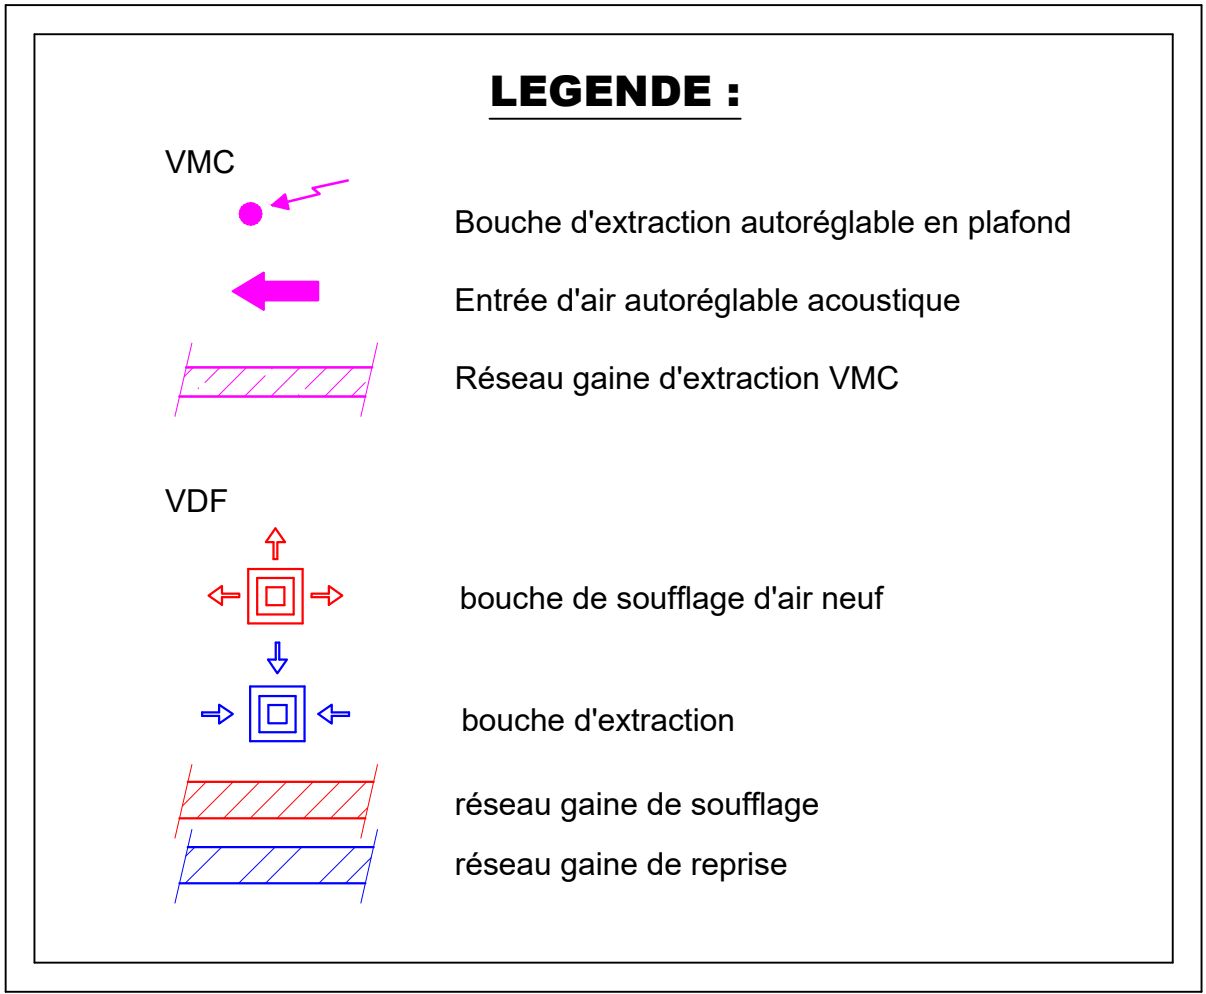 LEGENDE :
VMC
Bouche d'extraction autoréglable en plafond
Entrée d'air autoréglable acoustique
Réseau gaine d'extraction VMC
VDF
bouche de soufflage d'air neuf
bouche d'extraction
réseau gaine de soufflage
réseau gaine de reprise